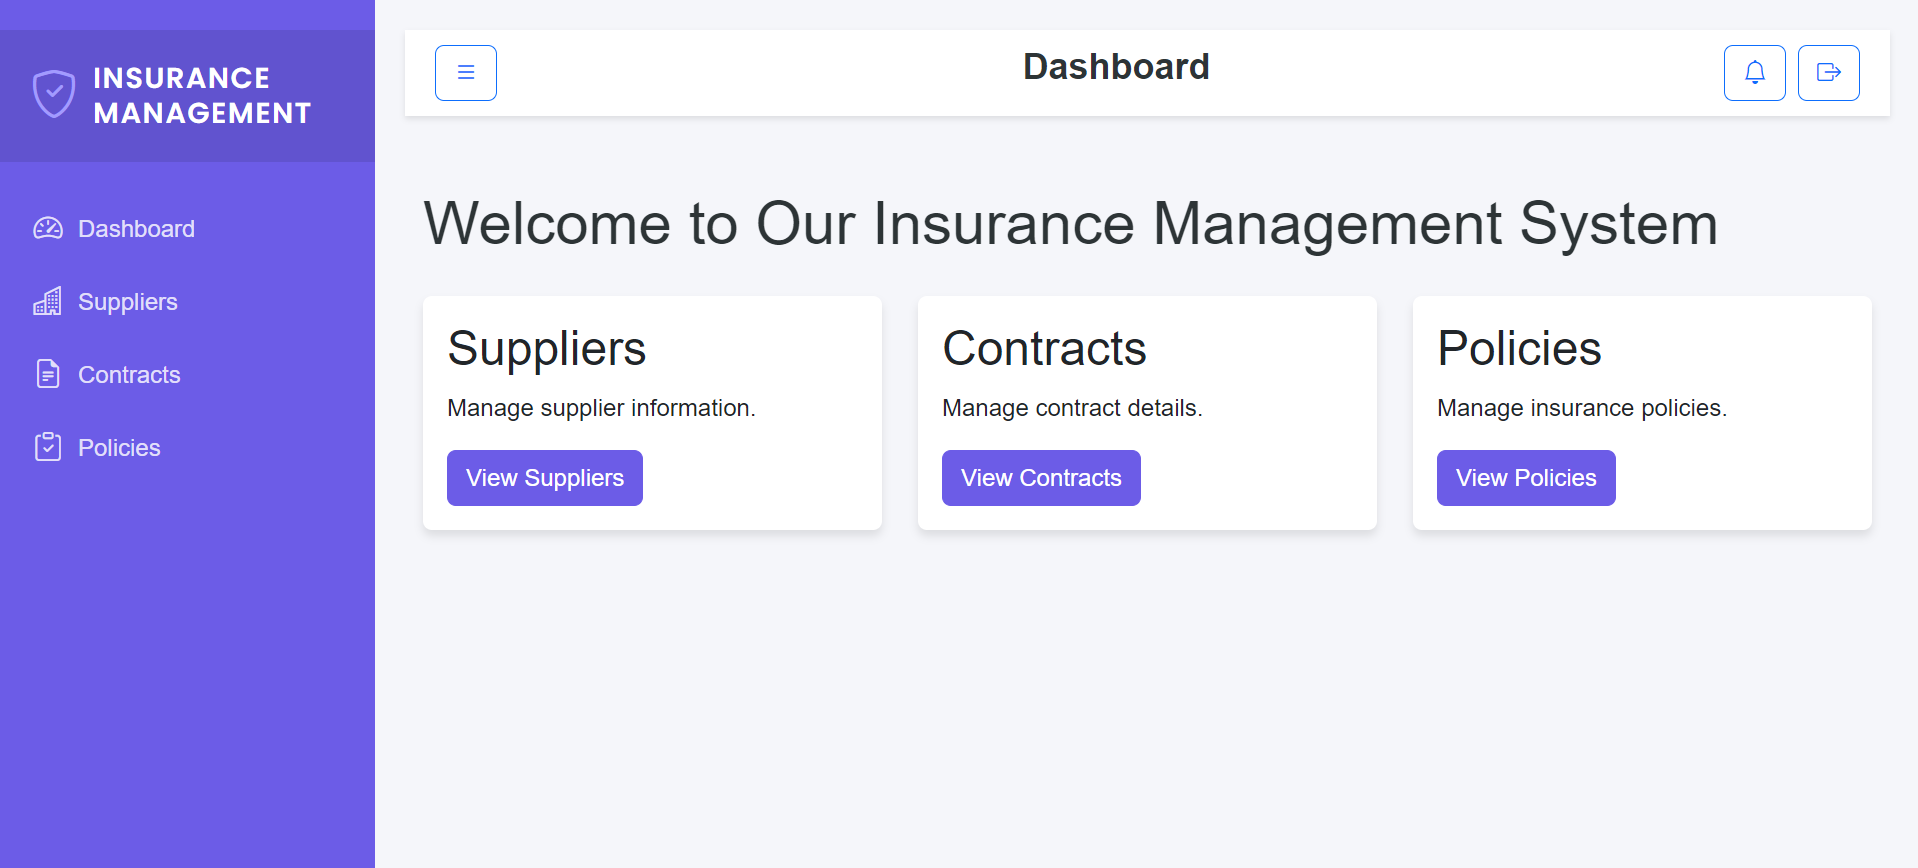 INSURANCE
MANAGEMENT
Dashboard
Suppliers
Contracts
Policies
Dashboard
Welcome to Our Insurance Management System
Suppliers
Manage supplier information.
View Suppliers
Contracts
Manage contract details.
View Contracts
Policies
Manage insurance policies.
View Policies